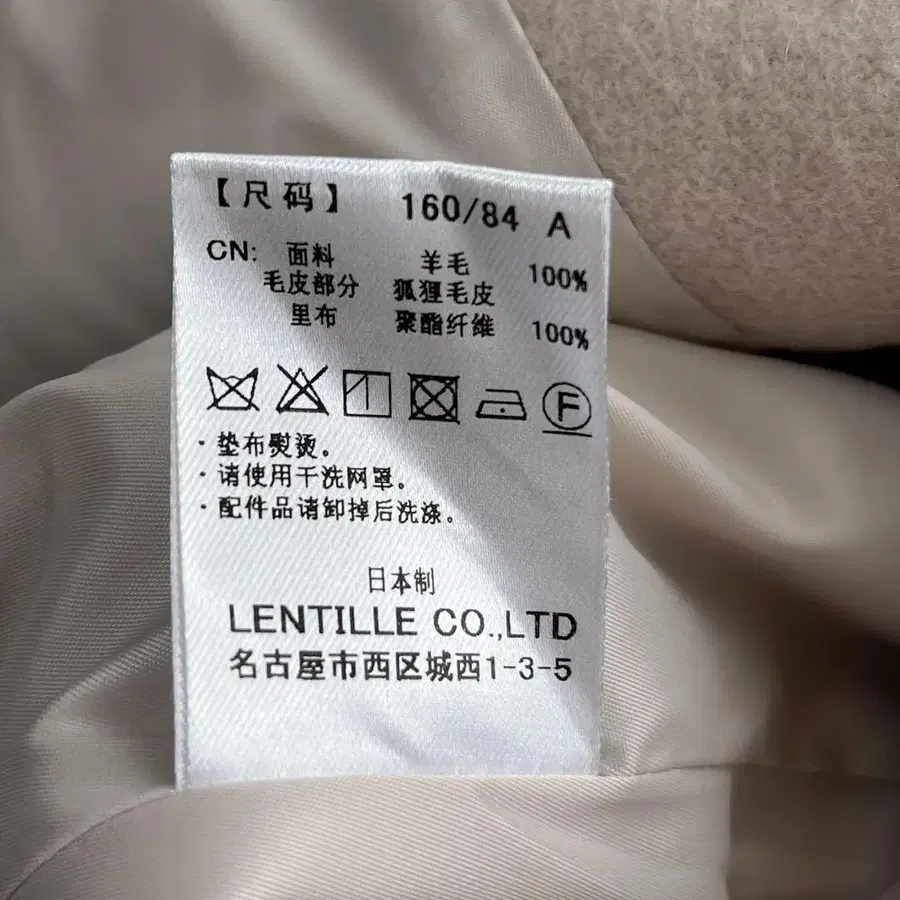 【尺码】 160/84 A
CN: 面料 羊毛 100%
毛皮部分 狐狸毛皮
里布 聚酯纤维 100%
F
·垫布熨烫。
·请使用干洗网罩。
·配件品请卸掉后洗涤。
日本制
LENTILLE CO.,LTD
名古屋市西区城西1-3-5